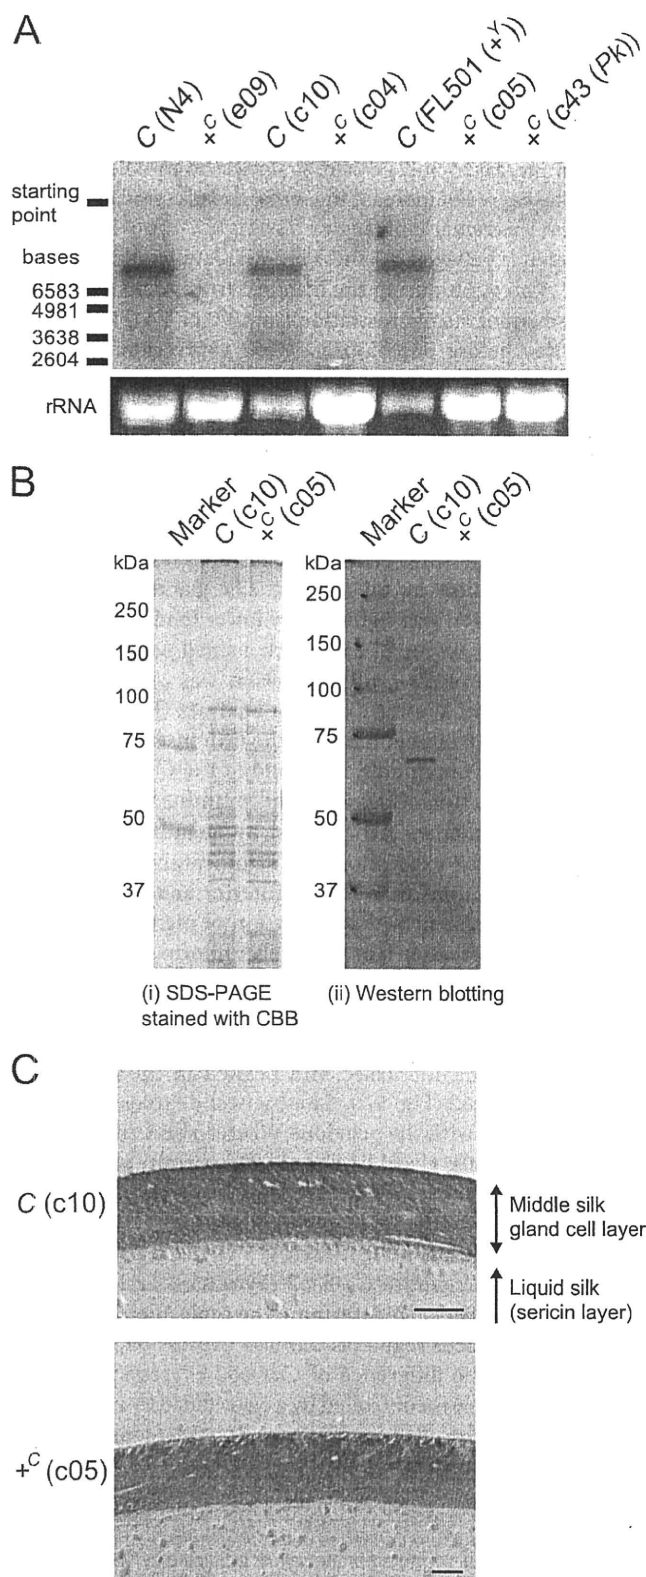 A
C (N4)
+C (e09)
C (c10)
+C (c04)
C (FL501 (+Y))
+C (c05)
+C (c43 (Pk))
starting
point
bases
6583
4981
3638
2604
rRNA
B
Marker
C (c10)
+C (c05)
kDa
250
150
100
75
50
37
(i) SDS-PAGE
stained with CBB
Marker
C (c10)
+C (c05)
kDa
250
150
100
75
50
37
(ii) Western blotting
C
C (c10)
Middle silk
gland cell layer
Liquid silk
(sericin layer)
+C (c05)